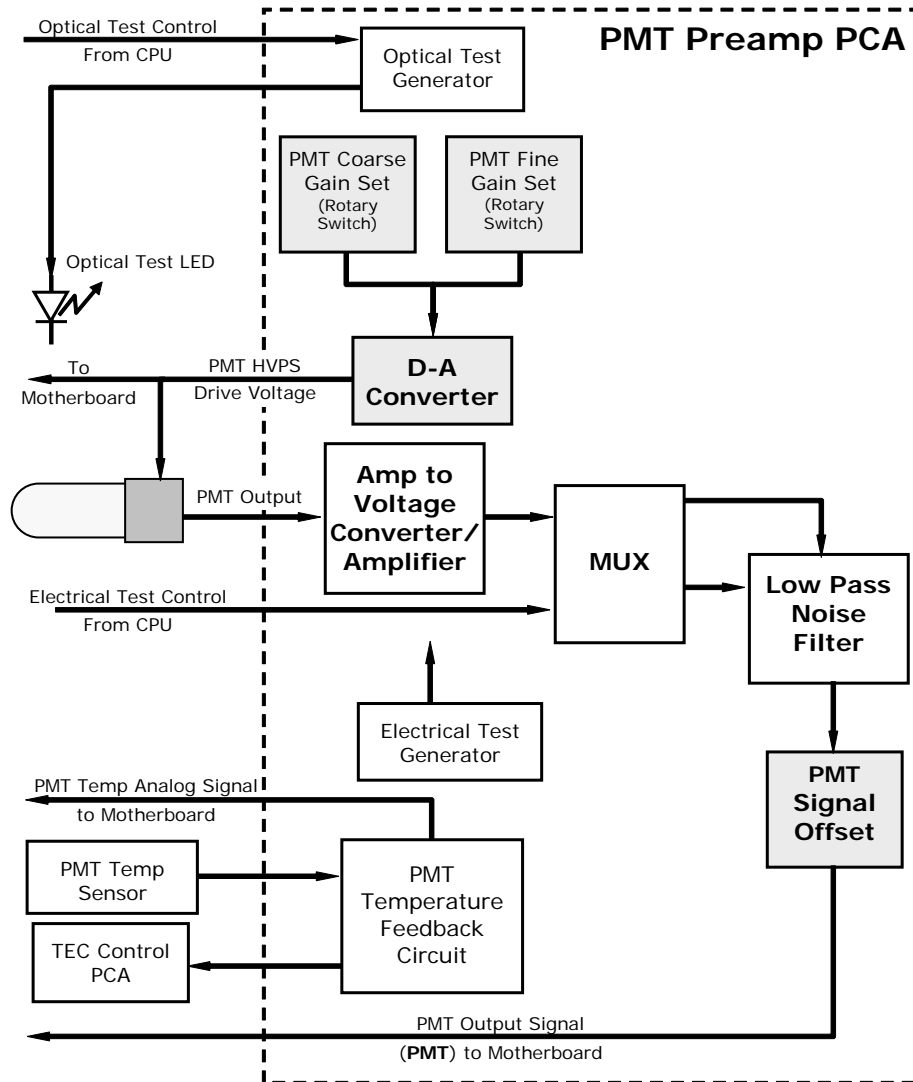 PMT Preamp PCA
Optical Test Control
From CPU
Optical Test
Generator
PMT Coarse
Gain Set
(Rotary
Switch)
PMT Fine
Gain Set
(Rotary
Switch)
Optical Test LED
D-A
Converter
PMT HVPS
Drive Voltage
To
Motherboard
PMT Output
Amp to
Voltage
Converter/
Amplifier
MUX
Low Pass
Noise
Filter
Electrical Test Control
From CPU
Electrical Test
Generator
PMT
Signal
Offset
PMT Temp Analog Signal
to Motherboard
PMT Temp
Sensor
PMT
Temperature
Feedback
Circuit
TEC Control
PCA
PMT Output Signal
(PMT) to Motherboard